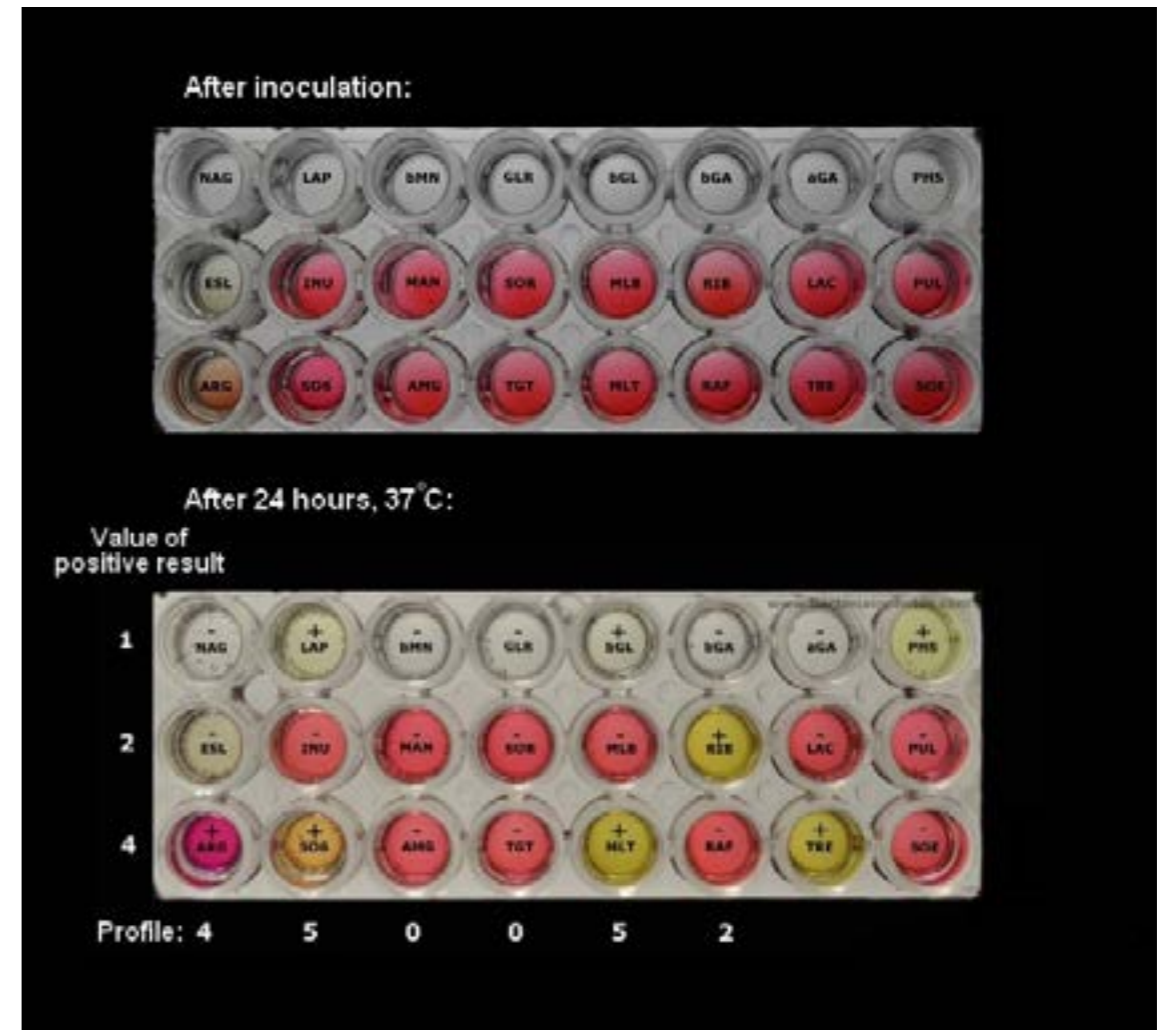 After inoculation:
NAG LAP bMN GLR bGL bGA aGA PHS
ESL INU MAN SOR MLB RIB LAC PUL
ARG SOS AMG TGT MLT RAF TRE SOE
After 24 hours, 37°C:
Value of
positive result
- + - - + - - +
1 NAG LAP bMN GLR bGL bGA aGA PHS
- - - - - + - -
2 ESL INU MAN SOR MLB RIB LAC PUL
+ + - - + - + -
4 ARG SOS AMG TGT MLT RAF TRE SOE
Profile: 4 5 0 0 5 2